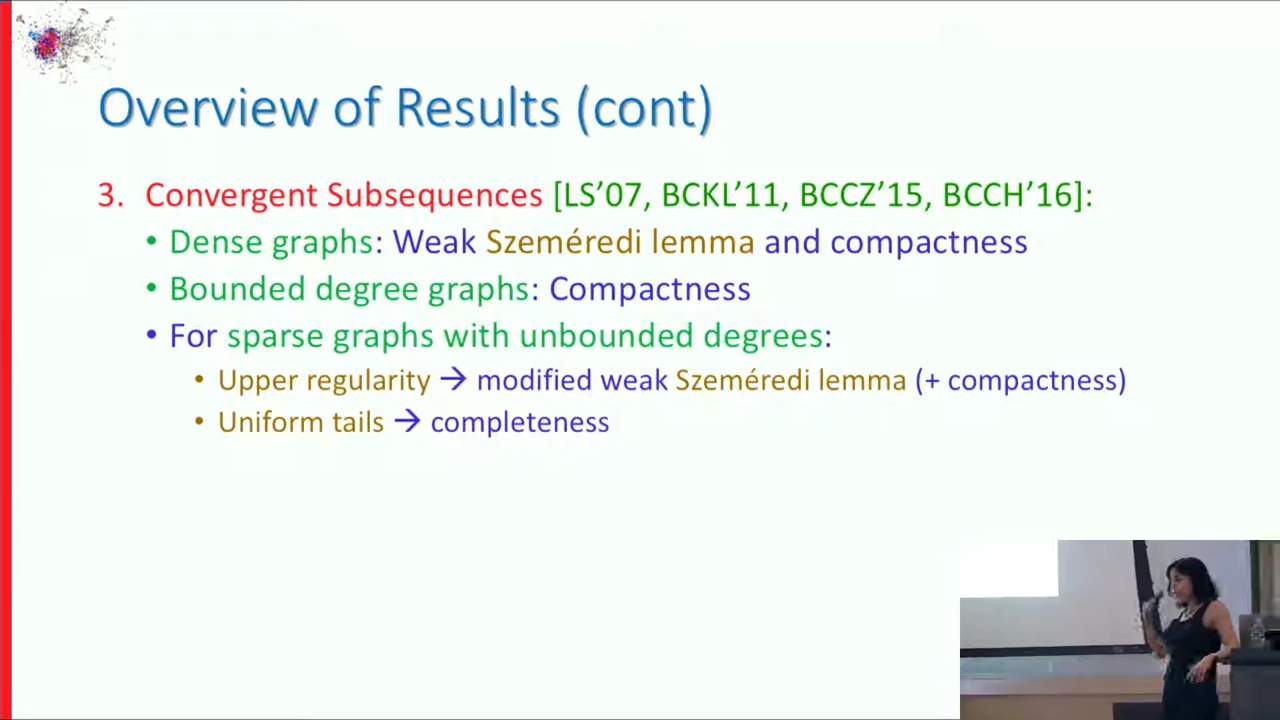 Overview of Results (cont)
3. Convergent Subsequences [LS’07, BCKL’11, BCCZ’15, BCCH’16]:
• Dense graphs: Weak Szemerédi lemma and compactness
• Bounded degree graphs: Compactness
• For sparse graphs with unbounded degrees:
• Upper regularity → modified weak Szemerédi lemma (+ compactness)
• Uniform tails → completeness